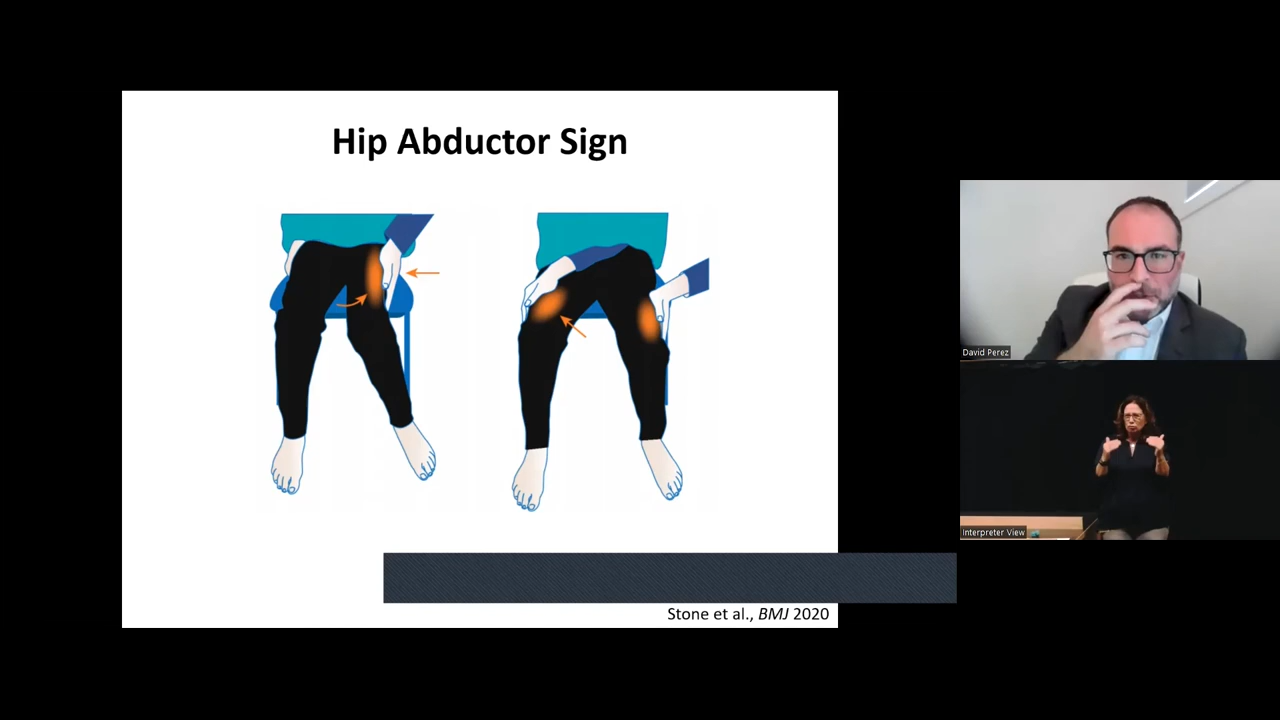 Hip Abductor Sign
Stone et al., BMJ 2020
David Perez
Interpreter View